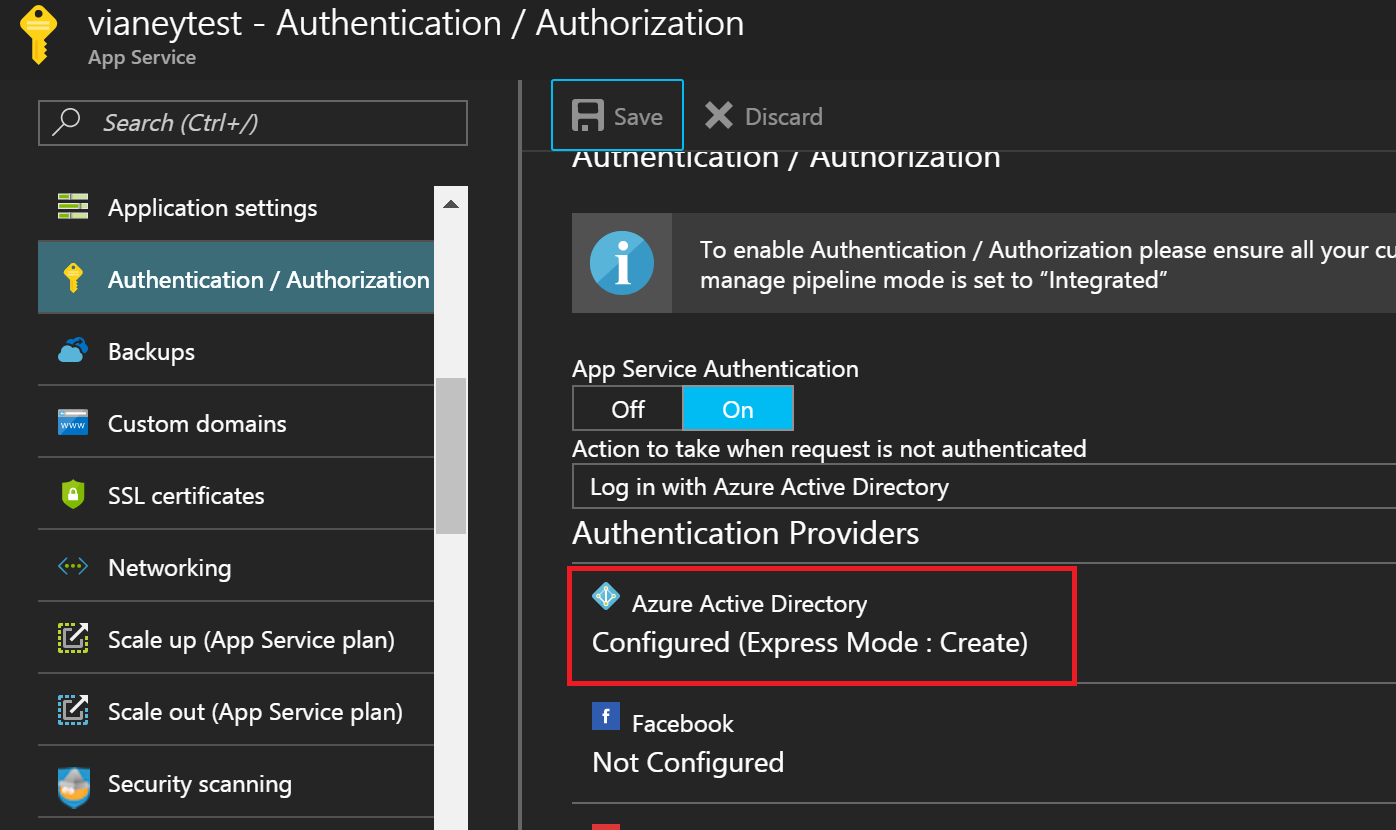 vianeytest - Authentication / Authorization
App Service
Search (Ctrl+/)
Application settings
Authentication / Authorization
Backups
www
Custom domains
SSL certificates
Networking
Scale up (App Service plan)
Scale out (App Service plan)
Security scanning
Save
Discard
Authentication / Authorization
i
To enable Authentication / Authorization please ensure all your cu
manage pipeline mode is set to “Integrated”
App Service Authentication
Off
On
Action to take when request is not authenticated
Log in with Azure Active Directory
Authentication Providers
Azure Active Directory
Configured (Express Mode : Create)
f
Facebook
Not Configured